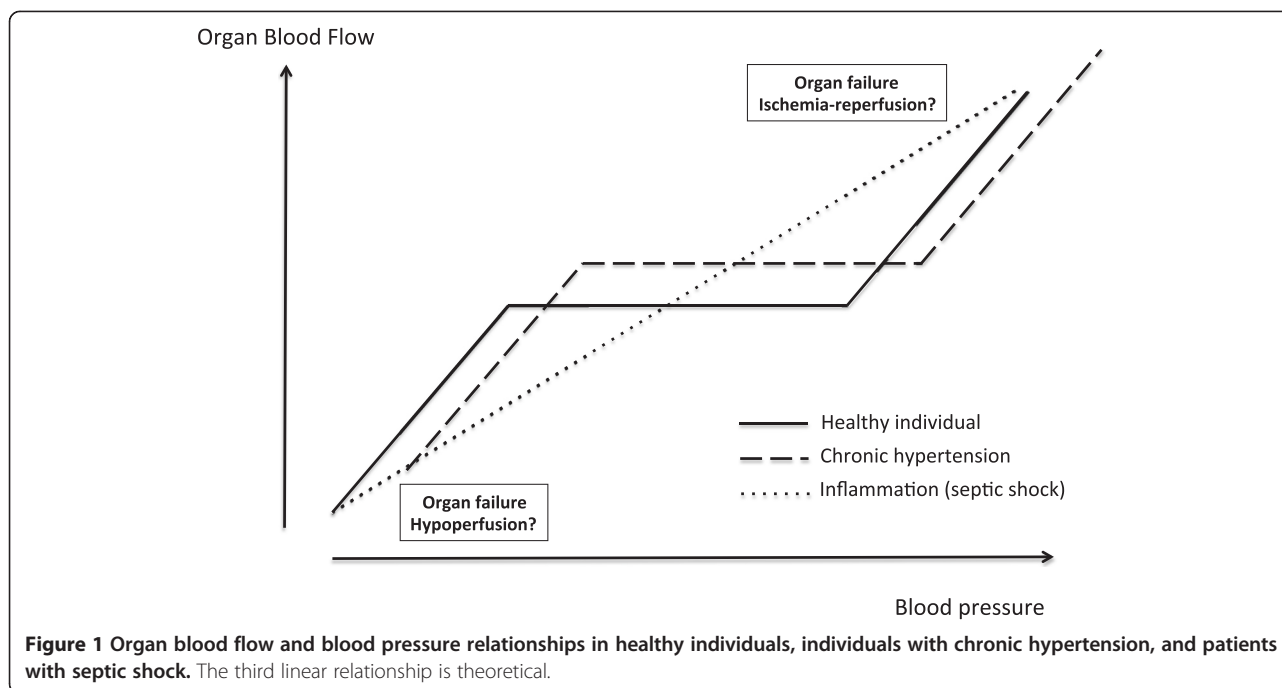 Organ Blood Flow
Organ failure
Ischemia-reperfusion?
Healthy individual
Chronic hypertension
Inflammation (septic shock)
Organ failure
Hypoperfusion?
Blood pressure
Figure 1 Organ blood flow and blood pressure relationships in healthy individuals, individuals with chronic hypertension, and patients
with septic shock. The third linear relationship is theoretical.